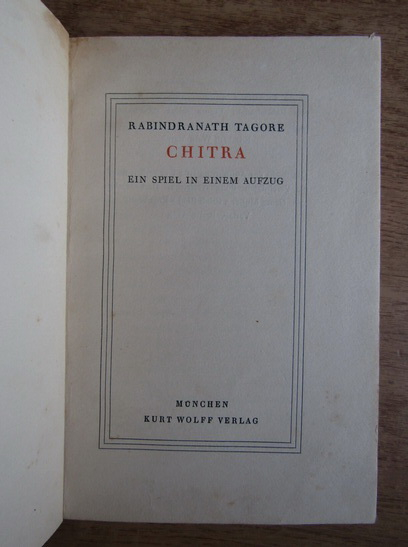 RABINDRANATH TAGORE
CHITRA
EIN SPIEL IN EINEM AUFZUG
MÜNCHEN
KURT WOLFF VERLAG